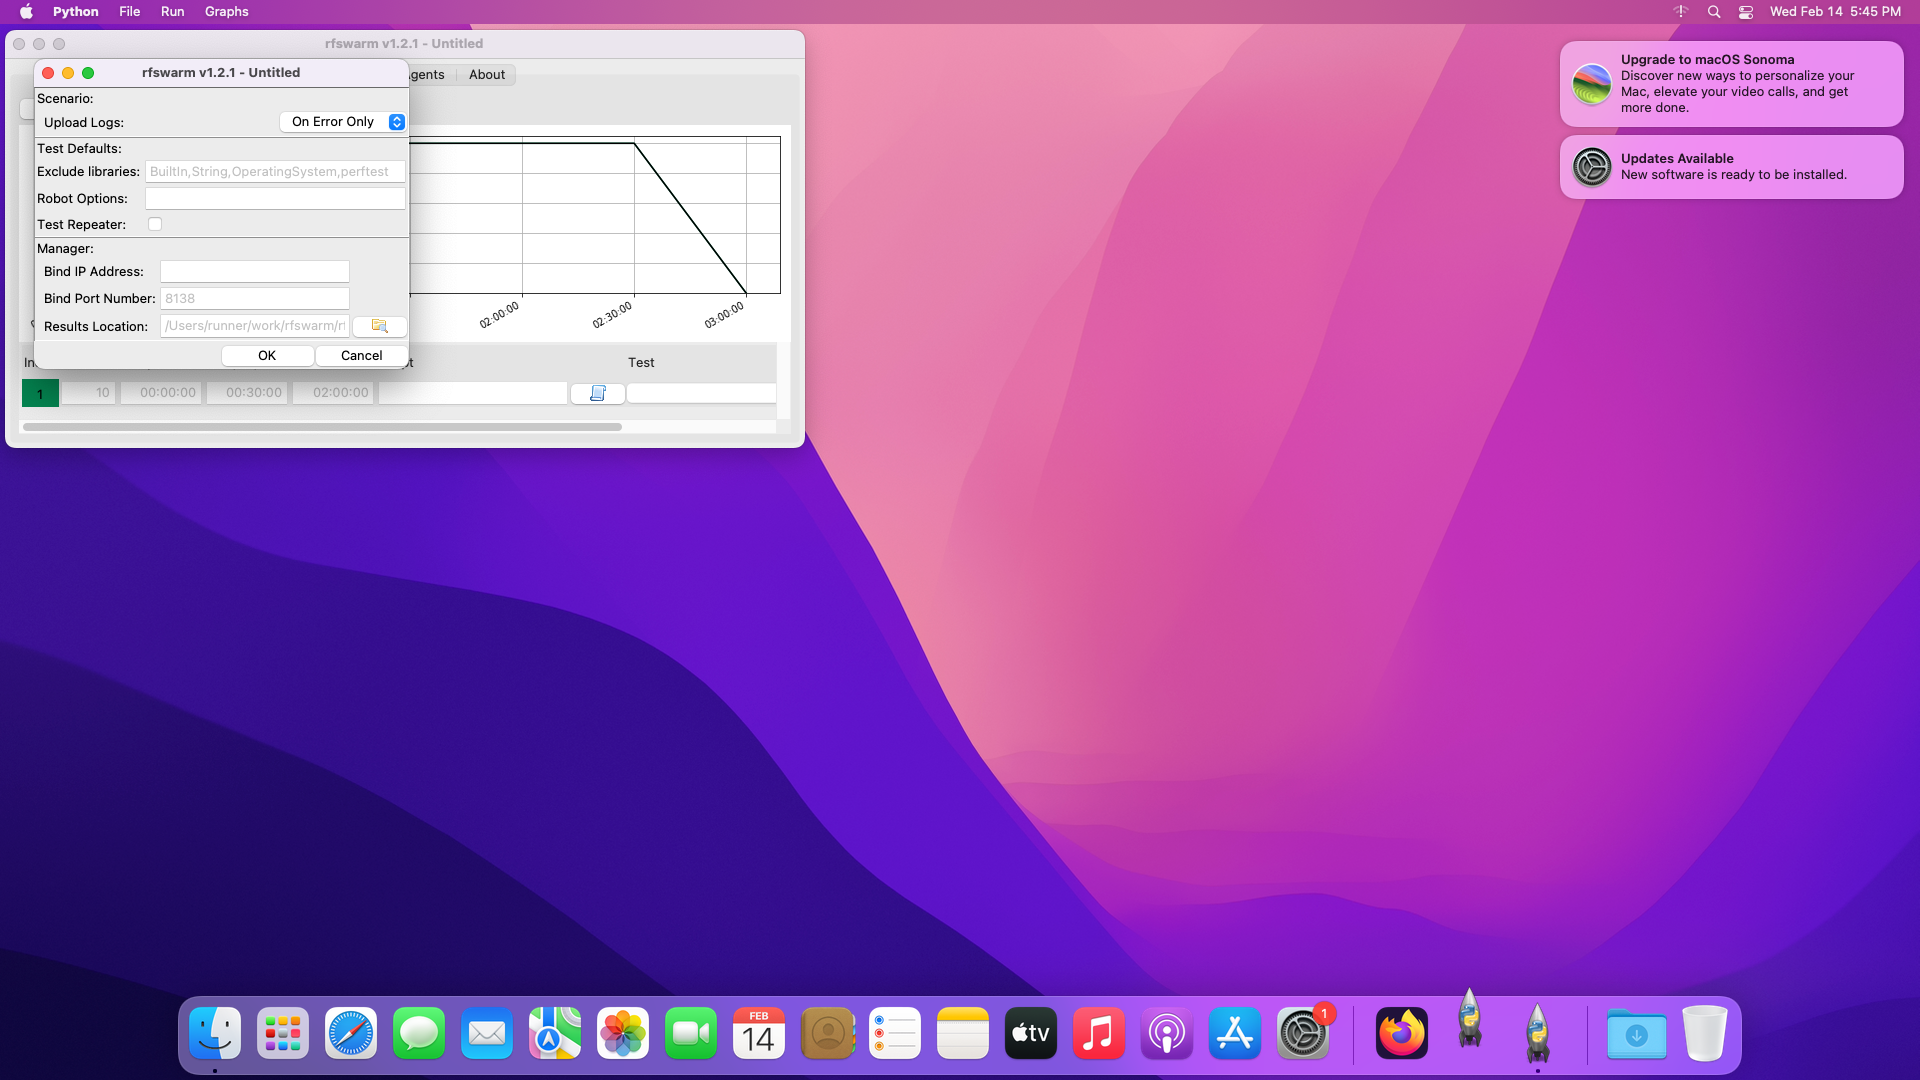 Python File Run Graphs
Wed Feb 14 5:45 PM
rfswarm v1.2.1 - Untitled
gents
About
rfswarm v1.2.1 - Untitled
Scenario:
Upload Logs: On Error Only
Test Defaults:
Exclude libraries: BuiltIn,String,OperatingSystem,perftest
Robot Options:
Test Repeater:
Manager:
Bind IP Address:
Bind Port Number: 8138
Results Location: /Users/runner/work/rfswarm/r
OK Cancel
02:00:00 02:30:00 03:00:00
In
Test
1 10 00:00:00 00:30:00 02:00:00
Upgrade to macOS Sonoma
Discover new ways to personalize your
Mac, elevate your video calls, and get
more done.
Updates Available
New software is ready to be installed.
FEB
14
tv
1